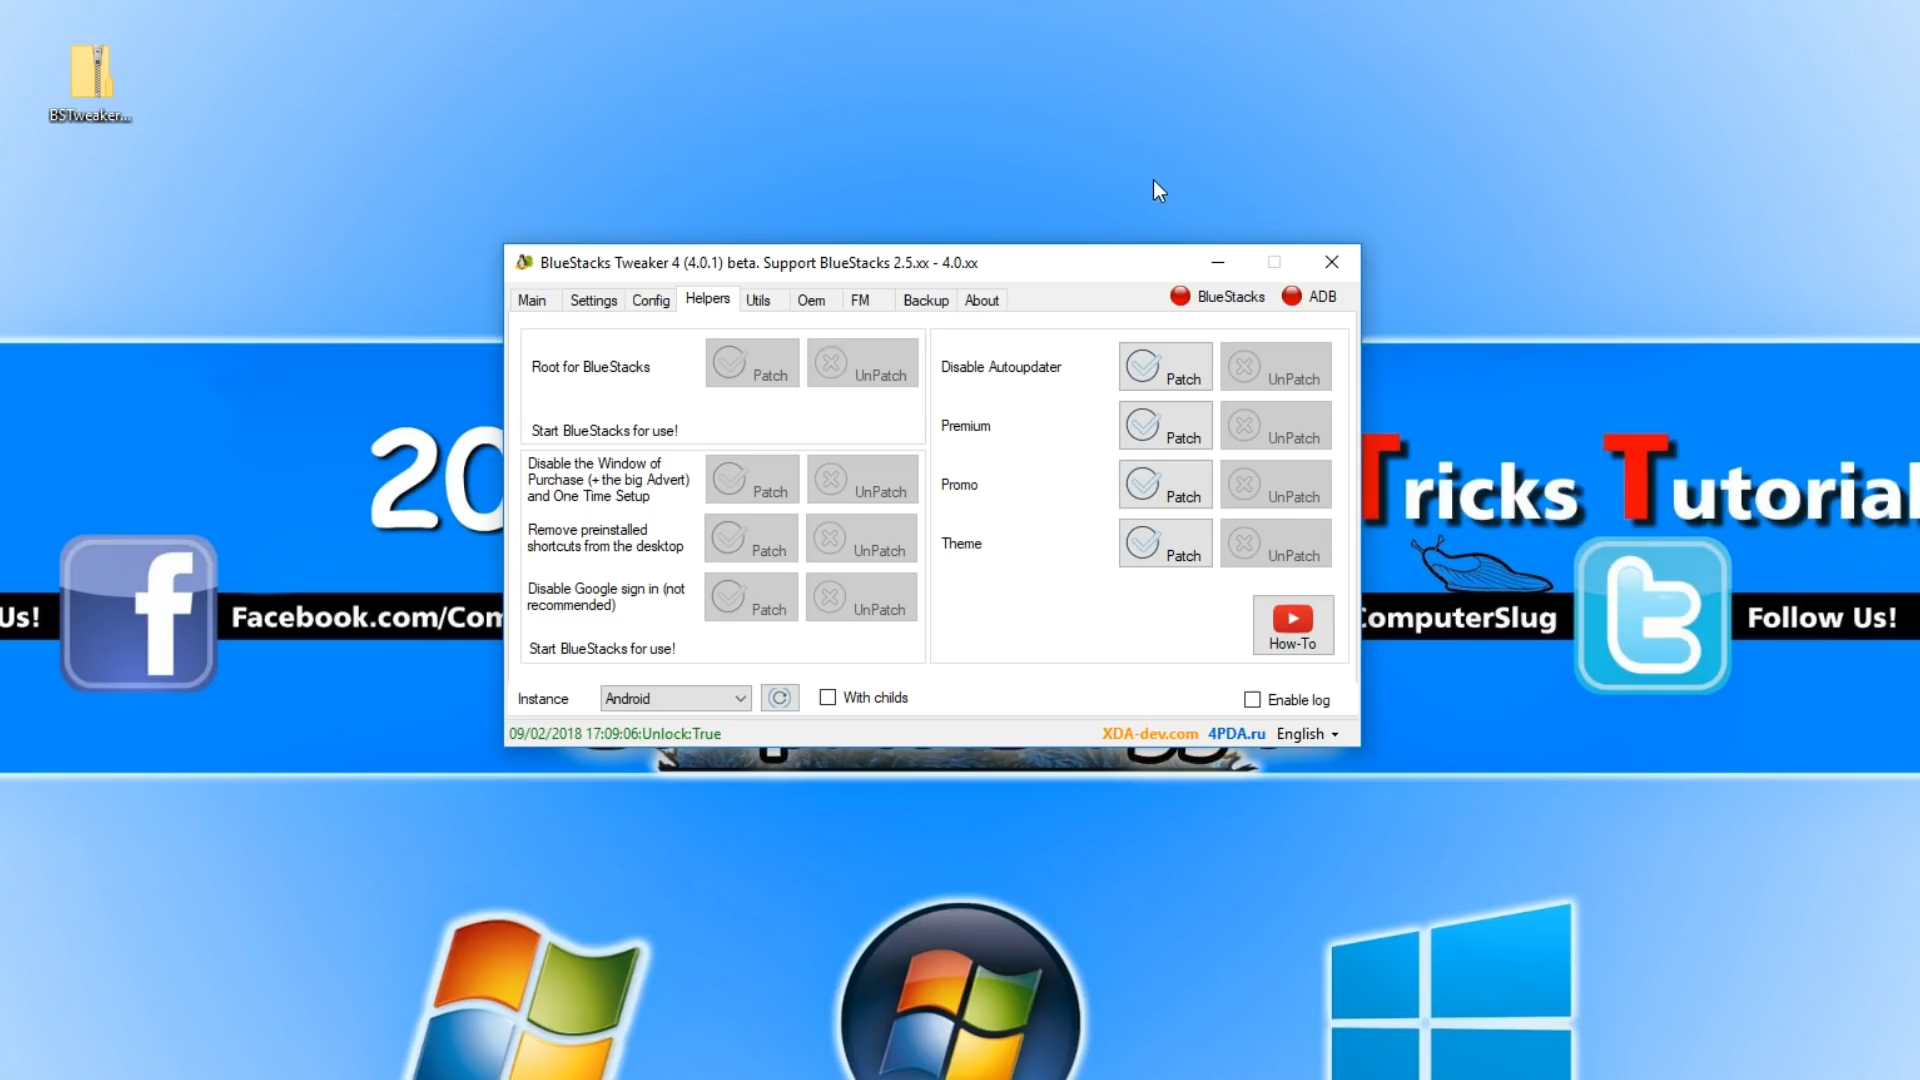 BSTweaker...
BlueStacks Tweaker 4 (4.0.1) beta. Support BlueStacks 2.5.xx - 4.0.xx
Main Settings Config Helpers Utils Oem FM Backup About
BlueStacks ADB
Root for BlueStacks
Patch UnPatch
Start BlueStacks for use!
Disable the Window of
Purchase (+ the big Advert)
and One Time Setup
Patch UnPatch
Remove preinstalled
shortcuts from the desktop
Patch UnPatch
Disable Google sign in (not
recommended)
Patch UnPatch
Start BlueStacks for use!
Disable Autoupdater
Patch UnPatch
Premium
Patch UnPatch
Promo
Patch UnPatch
Theme
Patch UnPatch
How-To
Instance Android With childs
Enable log
09/02/2018 17:09:06:Unlock:True
XDA-dev.com 4PDA.ru English
20
Tricks Tutorial
Us!
f
Facebook.com/Com
ComputerSlug
t
Follow Us!